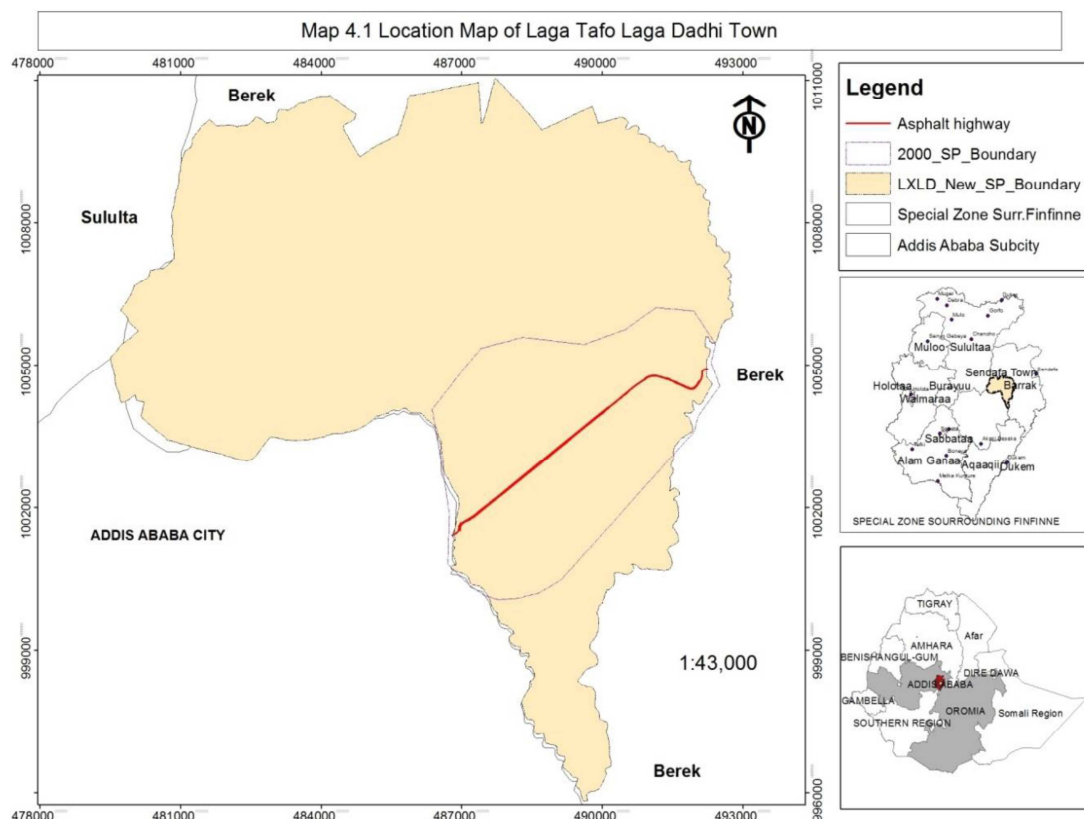 Map 4.1 Location Map of Laga Tafo Laga Dadhi Town
478000 481000 484000 487000 490000 493000
1011000
1008000
1005000
1002000
999000
996000
Berek
Sululta
Berek
ADDIS ABABA CITY
Berek
1:43,000
N
478000 481000 484000 487000 490000 493000
1011000
1008000
1005000
1002000
999000
996000
Legend
Asphalt highway
2000_SP_Boundary
LXLD_New_SP_Boundary
Special Zone Surr.Finfinne
Addis Ababa Subcity
Mulo
Chancho
Muloo Sulultaa
Sendafa Town
Holotaa
Burayuu
Barrak
Walmaraa
Sabbataa
Alam Ganaa
Aqaaqii
Dukem
SPECIAL ZONE SOURROUNDING FINFINNE
TIGRAY
Afar
AMHARA
BENISHANGUL-GUM
DIRE DAWA
ADDIS ABABA
GAMBELLA
OROMIA
Somali Region
SOUTHERN REGION